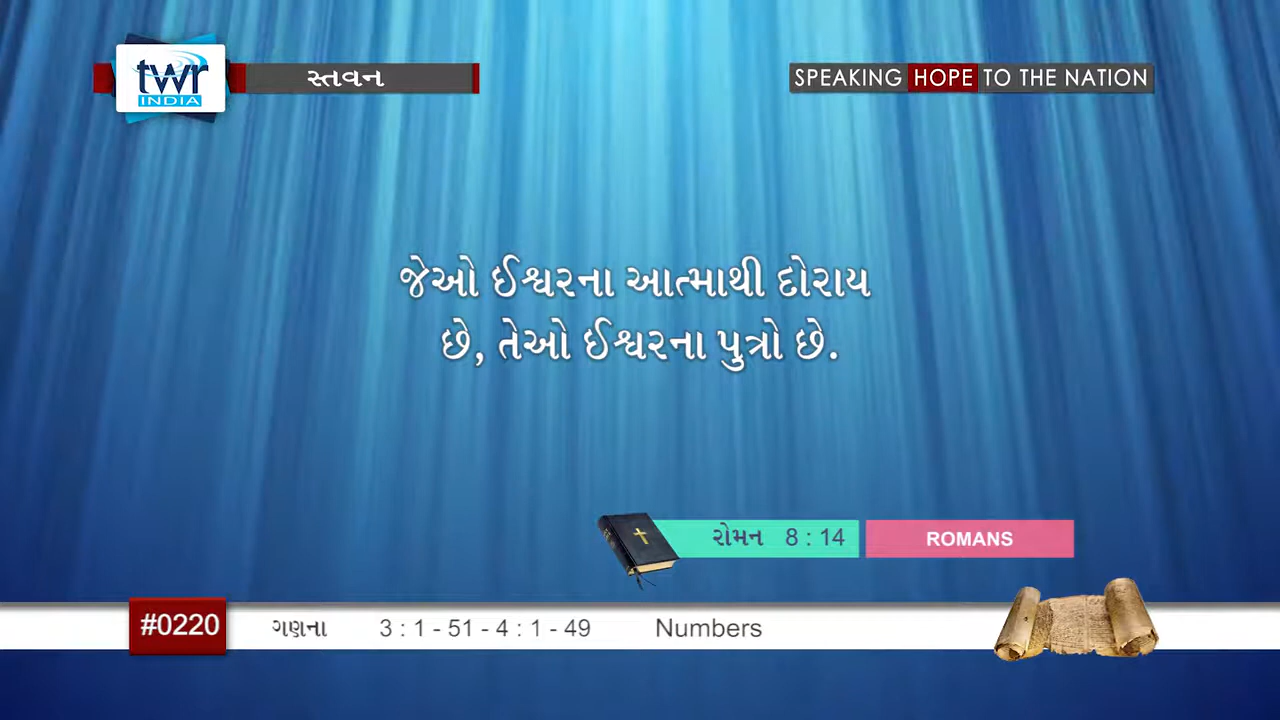 twr
INDIA
સ્તવન
SPEAKING HOPE TO THE NATION
જેઓ ઈશ્વરના આત્માથી દોરાય
છે, તેઓ ઈશ્વરના પુત્રો છે.
રોમન 8 : 14
ROMANS
#0220
ગણના 3 : 1 - 51 - 4 : 1 - 49 Numbers